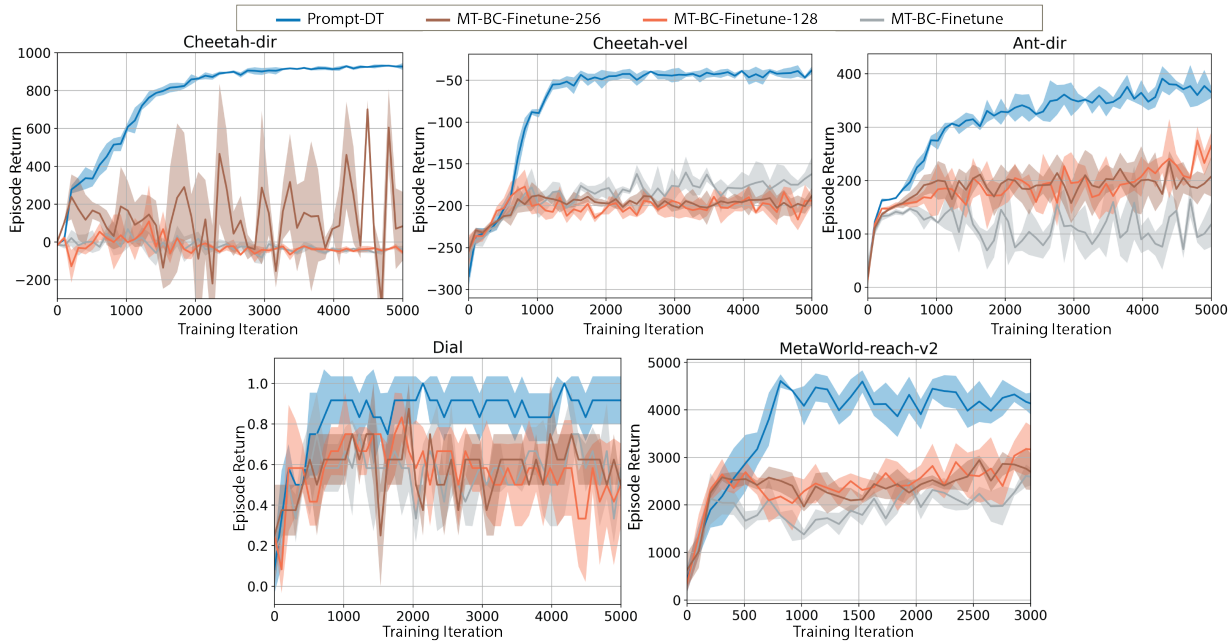 Prompt-DT MT-BC-Finetune-256 MT-BC-Finetune-128 MT-BC-Finetune
Cheetah-dir
Episode Return
1000
800
600
400
200
0
−200
0 1000 2000 3000 4000 5000
Training Iteration
Cheetah-vel
Episode Return
−50
−100
−150
−200
−250
−300
0 1000 2000 3000 4000 5000
Training Iteration
Ant-dir
Episode Return
400
300
200
100
0
0 1000 2000 3000 4000 5000
Training Iteration
Dial
Episode Return
1.0
0.8
0.6
0.4
0.2
0.0
0 1000 2000 3000 4000 5000
Training Iteration
MetaWorld-reach-v2
Episode Return
5000
4000
3000
2000
1000
0
0 500 1000 1500 2000 2500 3000
Training Iteration